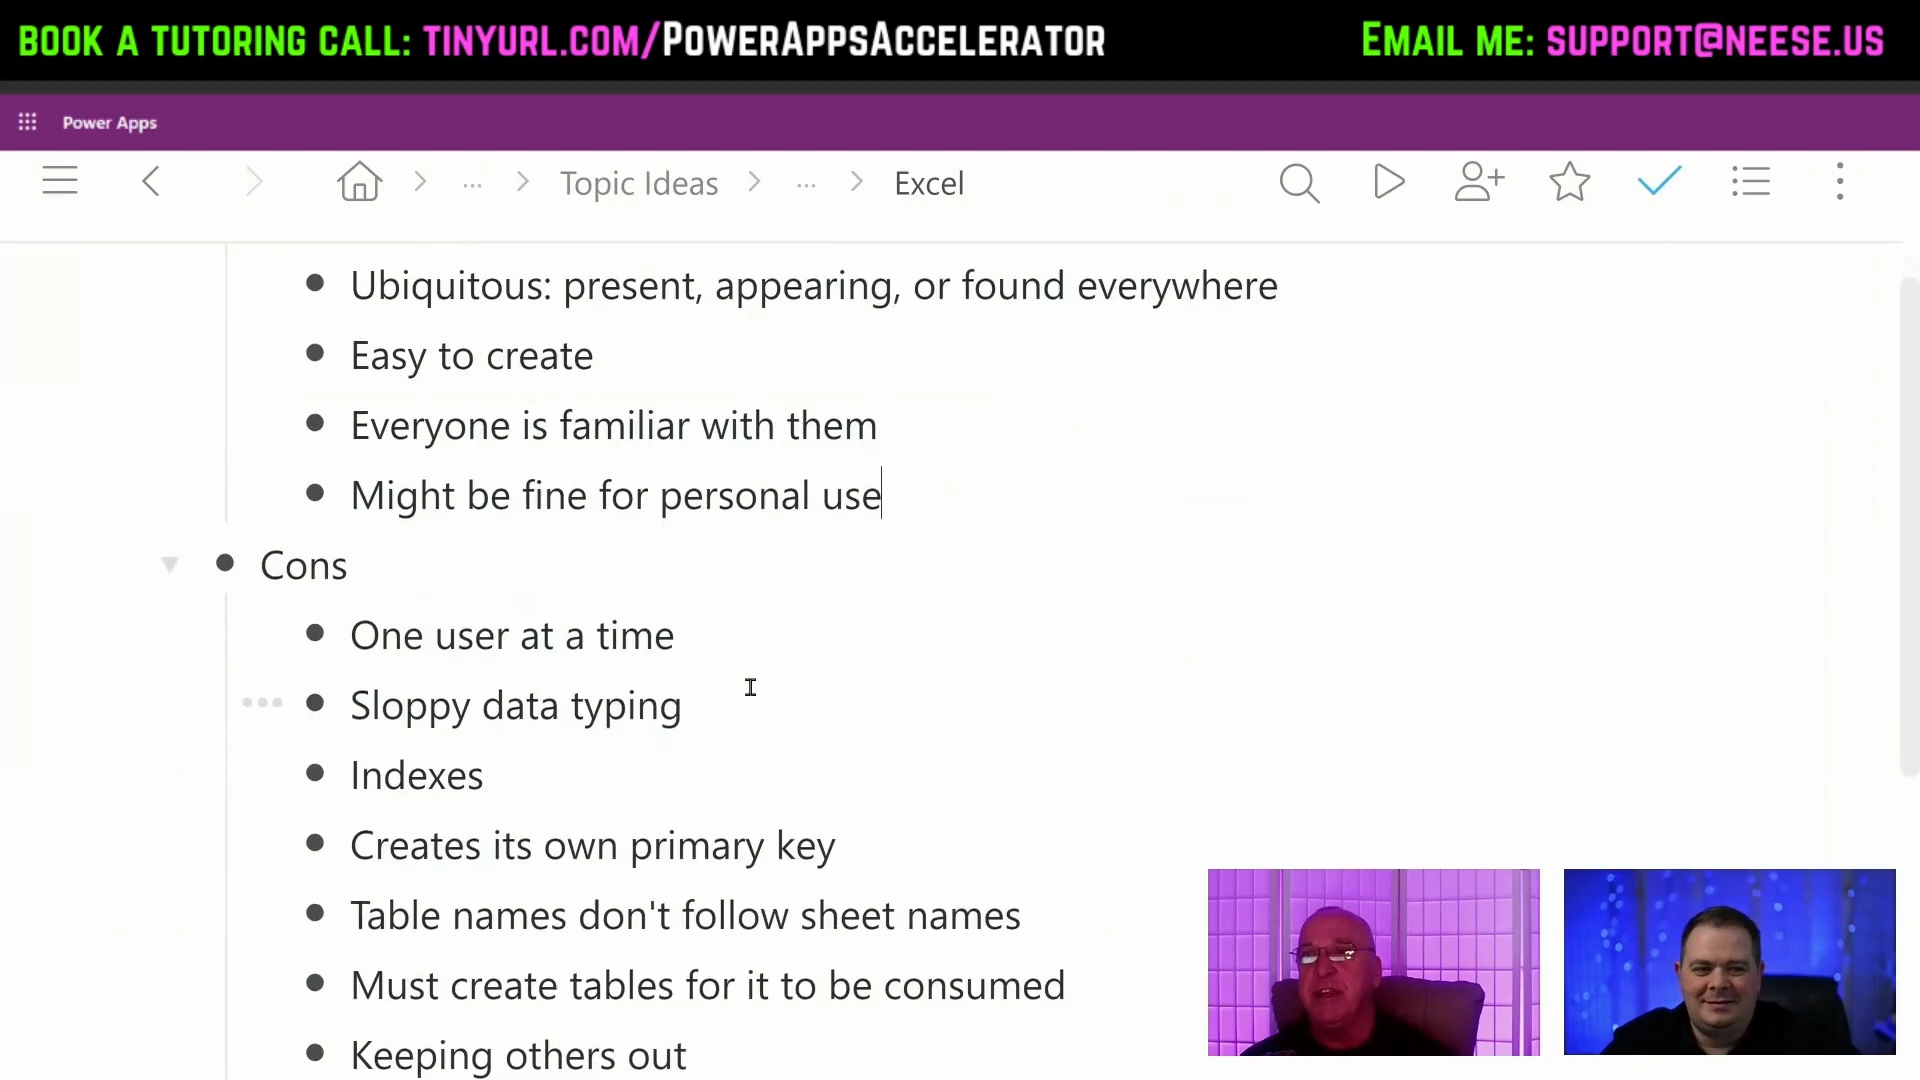 BOOK A TUTORING CALL: TINYURL.COM/POWERAPPSACCELERATOR
EMAIL ME: SUPPORT@NEESE.US
Power Apps
... Topic Ideas ... Excel
Ubiquitous: present, appearing, or found everywhere
Easy to create
Everyone is familiar with them
Might be fine for personal use
Cons
One user at a time
Sloppy data typing
Indexes
Creates its own primary key
Table names don't follow sheet names
Must create tables for it to be consumed
Keeping others out